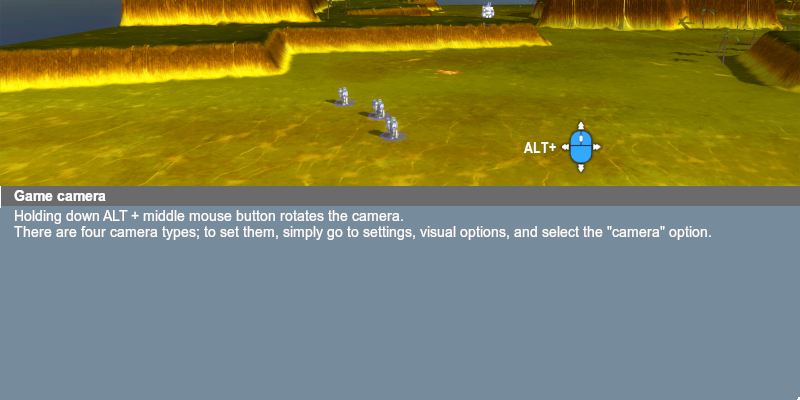 ALT+
Game camera
Holding down ALT + middle mouse button rotates the camera.
There are four camera types; to set them, simply go to settings, visual options, and select the "camera" option.